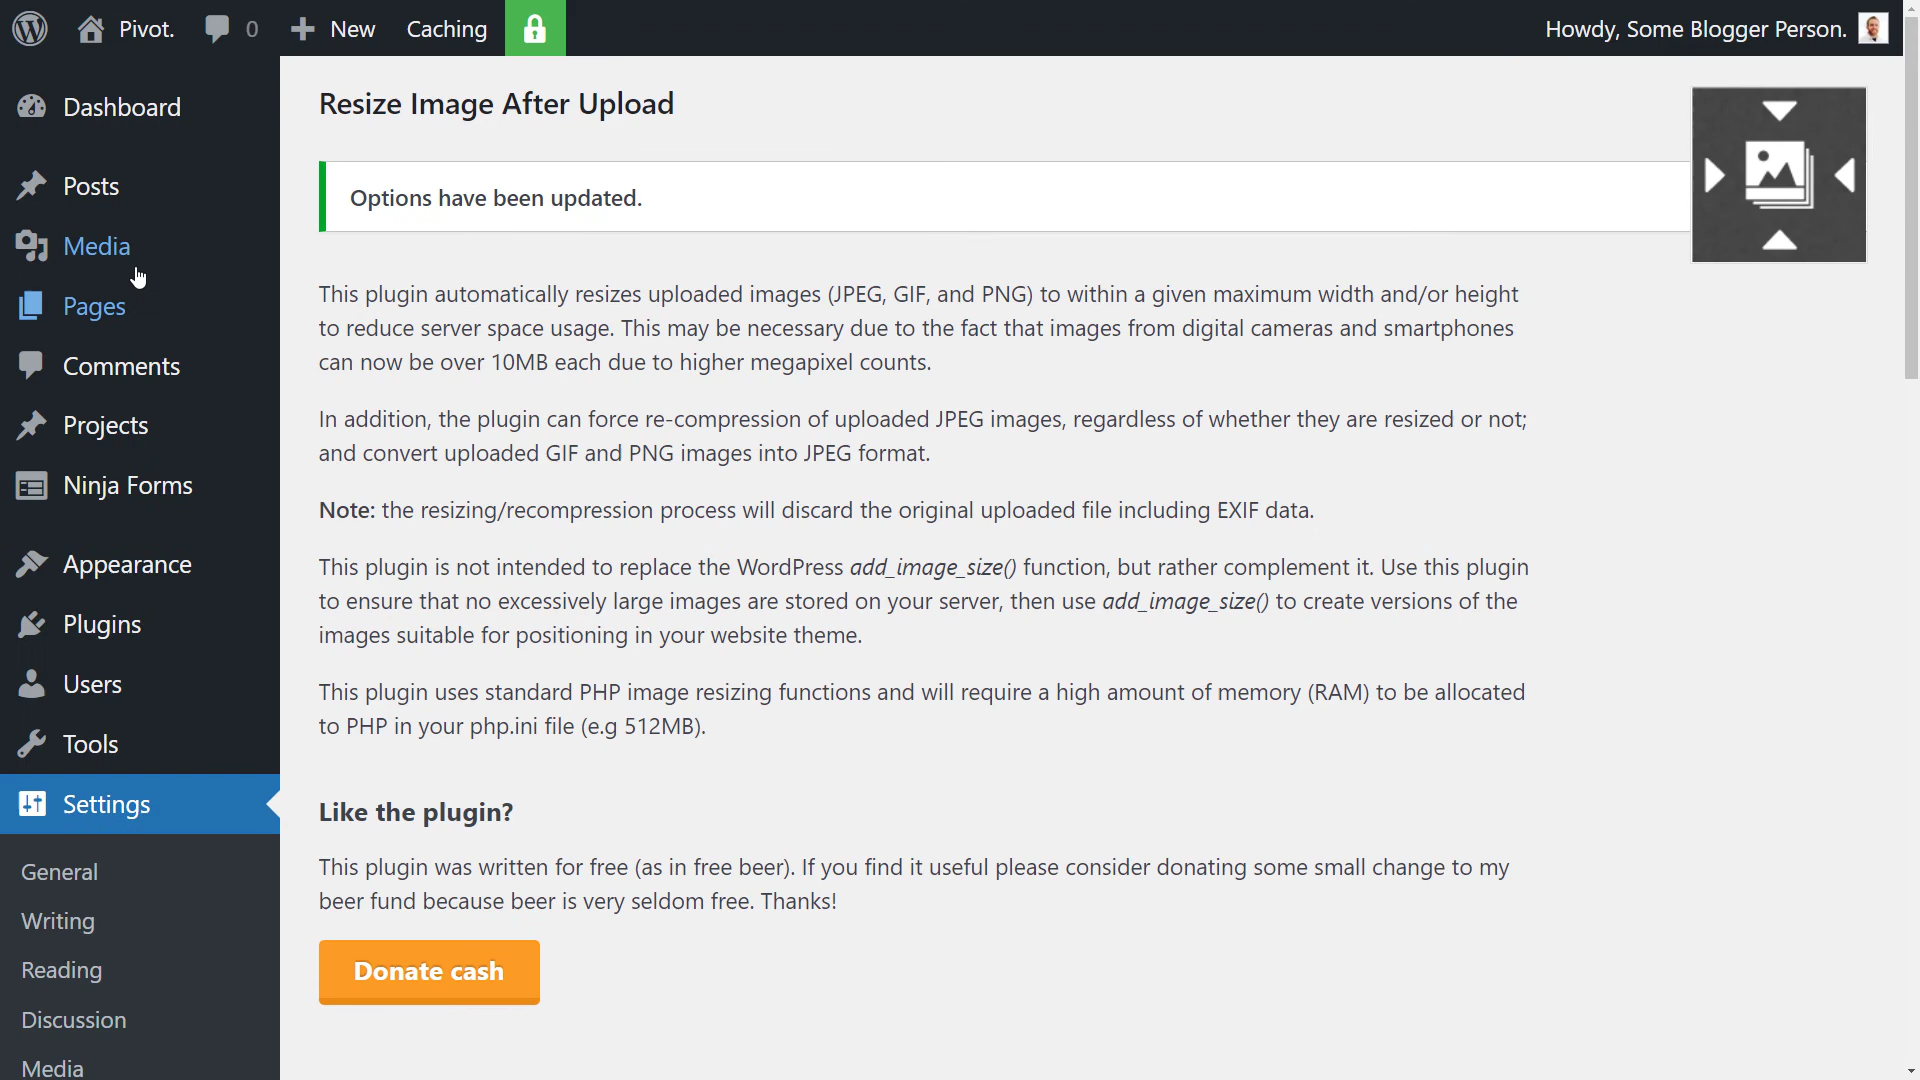 Pivot.
0
New
Caching
Howdy, Some Blogger Person.
Dashboard
Posts
Media
Pages
Comments
Projects
Ninja Forms
Appearance
Plugins
Users
Tools
Settings
General
Writing
Reading
Discussion
Media
Resize Image After Upload
Options have been updated.
This plugin automatically resizes uploaded images (JPEG, GIF, and PNG) to within a given maximum width and/or height
to reduce server space usage. This may be necessary due to the fact that images from digital cameras and smartphones
can now be over 10MB each due to higher megapixel counts.
In addition, the plugin can force re-compression of uploaded JPEG images, regardless of whether they are resized or not;
and convert uploaded GIF and PNG images into JPEG format.
Note: the resizing/recompression process will discard the original uploaded file including EXIF data.
This plugin is not intended to replace the WordPress add_image_size() function, but rather complement it. Use this plugin
to ensure that no excessively large images are stored on your server, then use add_image_size() to create versions of the
images suitable for positioning in your website theme.
This plugin uses standard PHP image resizing functions and will require a high amount of memory (RAM) to be allocated
to PHP in your php.ini file (e.g 512MB).
Like the plugin?
This plugin was written for free (as in free beer). If you find it useful please consider donating some small change to my
beer fund because beer is very seldom free. Thanks!
Donate cash